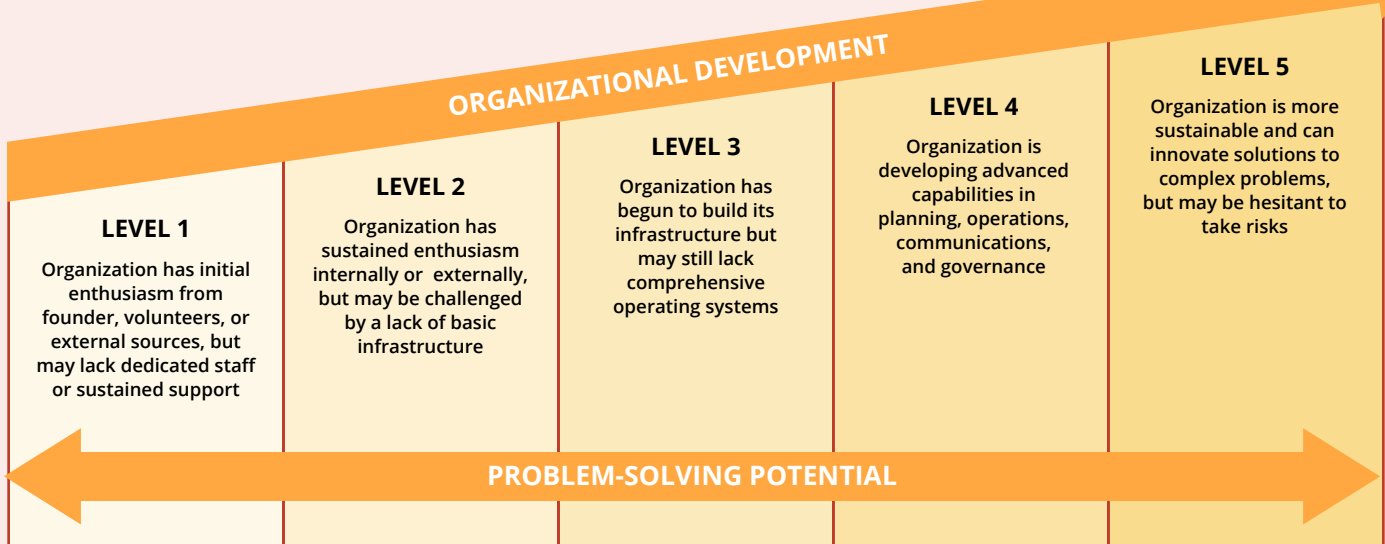 ORGANIZATIONAL DEVELOPMENT
LEVEL 1
Organization has initial
enthusiasm from
founder, volunteers, or
external sources, but
may lack dedicated staff
or sustained support
LEVEL 2
Organization has
sustained enthusiasm
internally or externally,
but may be challenged
by a lack of basic
infrastructure
LEVEL 3
Organization has
begun to build its
infrastructure but
may still lack
comprehensive
operating systems
LEVEL 4
Organization is
developing advanced
capabilities in
planning, operations,
communications,
and governance
LEVEL 5
Organization is more
sustainable and can
innovate solutions to
complex problems,
but may be hesitant to
take risks
PROBLEM-SOLVING POTENTIAL